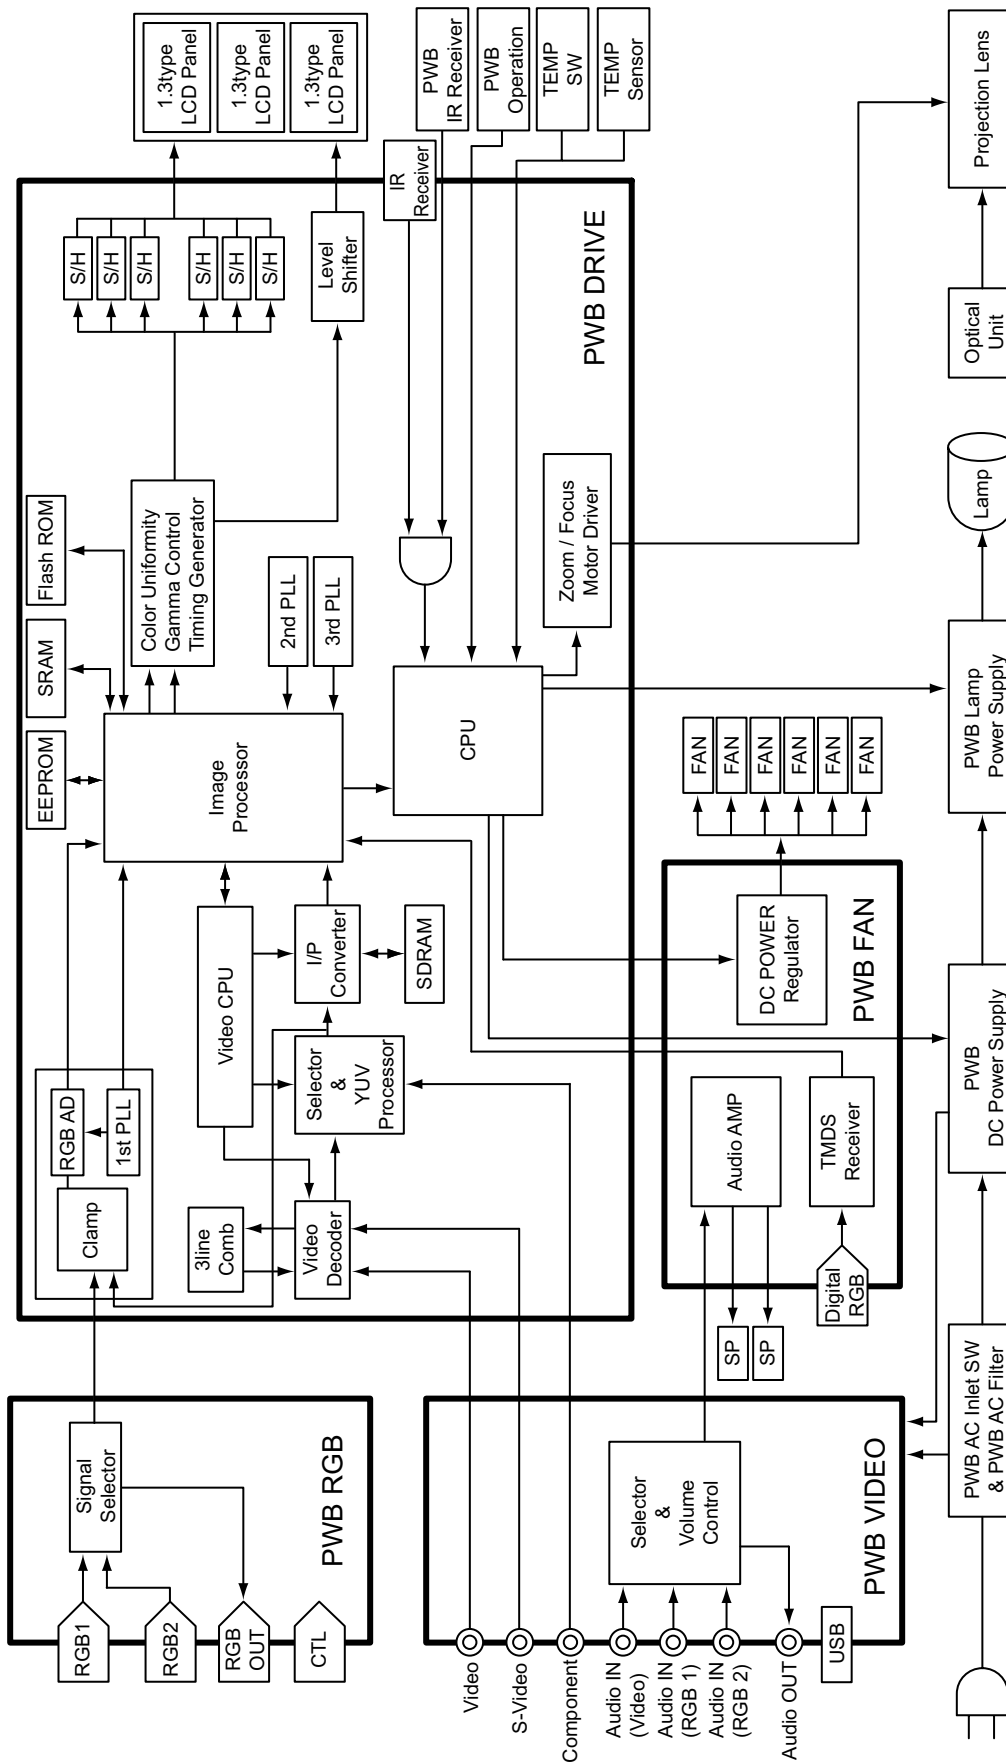 RGB1
RGB2
RGB
OUT
CTL
Signal
Selector
PWB RGB
Video
S-Video
Component
Audio IN
(Video)
Audio IN
(RGB 1)
Audio IN
(RGB 2)
Audio OUT
USB
Selector
&
Volume
Control
PWB VIDEO
Clamp
RGB AD
1st PLL
3line
Comb
Video
Decoder
Video CPU
Selector
&
YUV
Processor
I/P
Converter
SDRAM
EEPROM
SRAM
Flash ROM
Image
Processor
Color Uniformity
Gamma Control
Timing Generator
2nd PLL
3rd PLL
CPU
Zoom / Focus
Motor Driver
S/H
S/H
S/H
S/H
S/H
S/H
Level
Shifter
IR
Receiver
PWB DRIVE
1.3type
LCD Panel
1.3type
LCD Panel
1.3type
LCD Panel
PWB
IR Receiver
PWB
Operation
TEMP
SW
TEMP
Sensor
SP
SP
Digital
RGB
Audio AMP
TMDS
Receiver
DC POWER
Regulator
PWB FAN
FAN
FAN
FAN
FAN
FAN
FAN
PWB AC Inlet SW
& PWB AC Filter
PWB
DC Power Supply
PWB Lamp
Power Supply
Lamp
Optical
Unit
Projection Lens